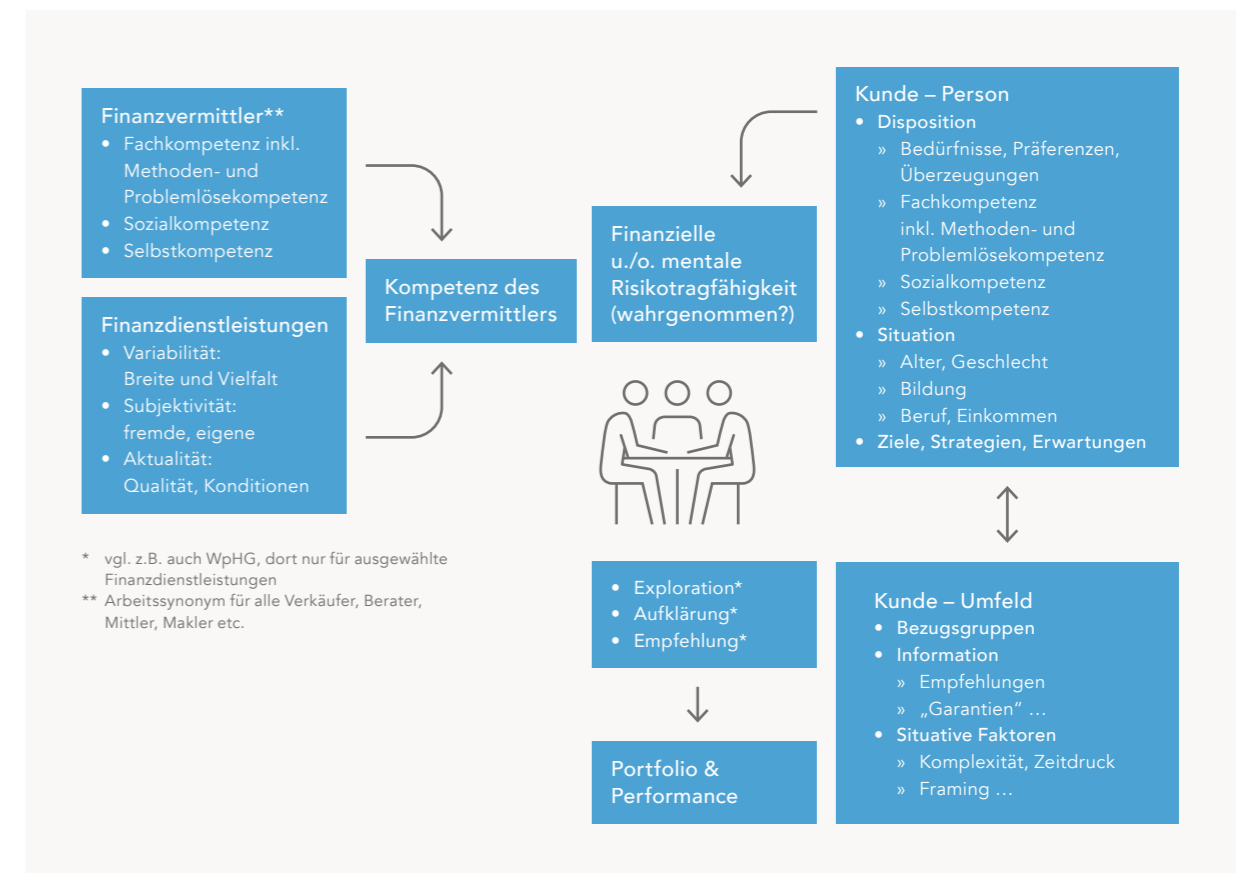 Finanzvermittler**
• Fachkompetenz inkl.
Methoden- und
Problemlösekompetenz
• Sozialkompetenz
• Selbstkompetenz
Finanzdienstleistungen
• Variabilität:
Breite und Vielfalt
• Subjektivität:
fremde, eigene
• Aktualität:
Qualität, Konditionen
* vgl. z.B. auch WpHG, dort nur für ausgewählte
Finanzdienstleistungen
** Arbeitssynonym für alle Verkäufer, Berater,
Mittler, Makler etc.
Kompetenz des
Finanzvermittlers
Finanzielle
u./o. mentale
Risikotragfähigkeit
(wahrgenommen?)
• Exploration*
• Aufklärung*
• Empfehlung*
Portfolio &
Performance
Kunde – Person
• Disposition
» Bedürfnisse, Präferenzen,
Überzeugungen
» Fachkompetenz
inkl. Methoden- und
Problemlösekompetenz
» Sozialkompetenz
» Selbstkompetenz
• Situation
» Alter, Geschlecht
» Bildung
» Beruf, Einkommen
• Ziele, Strategien, Erwartungen
Kunde – Umfeld
• Bezugsgruppen
• Information
» Empfehlungen
» „Garantien“ …
• Situative Faktoren
» Komplexität, Zeitdruck
» Framing …